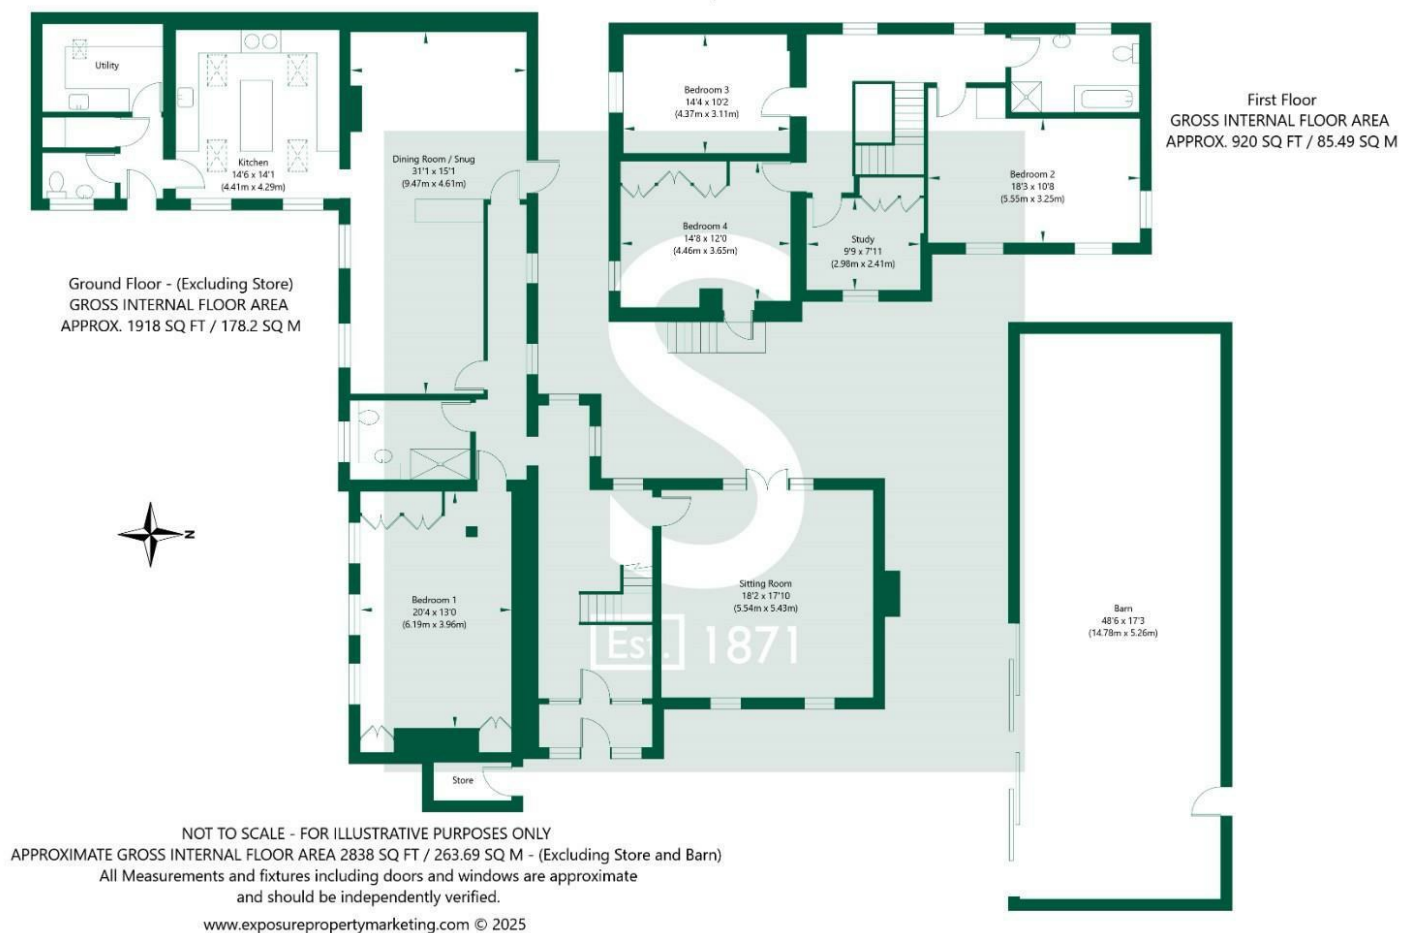 Utility
Kitchen
14'6 x 14'1
(4.41m x 4.29m)
Dining Room / Snug
31'1 x 15'1
(9.47m x 4.61m)
Bedroom 3
14'4 x 10'2
(4.37m x 3.11m)
Bedroom 4
14'8 x 12'0
(4.46m x 3.65m)
Study
9'9 x 7'11
(2.98m x 2.41m)
Bedroom 2
18'3 x 10'8
(5.55m x 3.25m)
First Floor
GROSS INTERNAL FLOOR AREA
APPROX. 920 SQ FT / 85.49 SQ M
Ground Floor - (Excluding Store)
GROSS INTERNAL FLOOR AREA
APPROX. 1918 SQ FT / 178.2 SQ M
N
S
Est. 1871
Bedroom 1
20'4 x 13'0
(6.19m x 3.96m)
Sitting Room
18'2 x 17'10
(5.54m x 5.43m)
Barn
48'6 x 17'3
(14.78m x 5.26m)
Store
NOT TO SCALE - FOR ILLUSTRATIVE PURPOSES ONLY
APPROXIMATE GROSS INTERNAL FLOOR AREA 2838 SQ FT / 263.69 SQ M - (Excluding Store and Barn)
All Measurements and fixtures including doors and windows are approximate
and should be independently verified.
www.exposurepropertymarketing.com © 2025